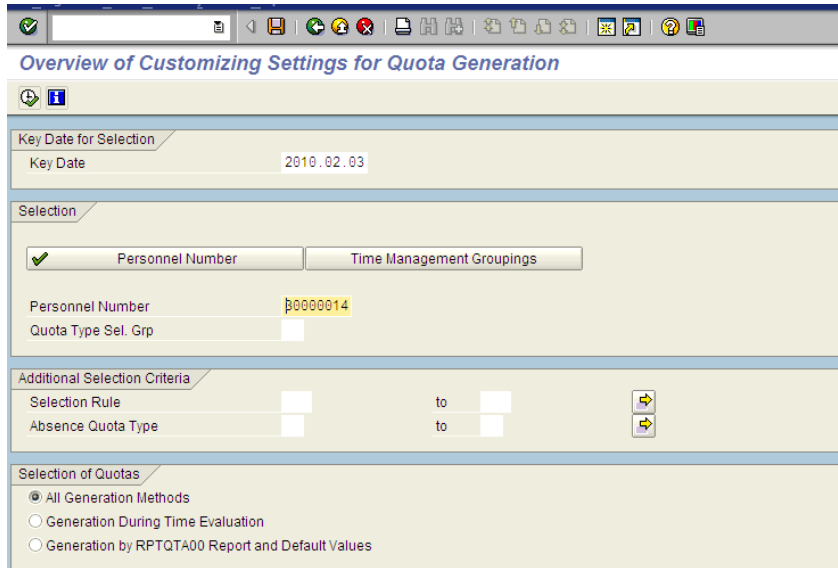 Overview of Customizing Settings for Quota Generation
Key Date for Selection
Key Date 2010.02.03
Selection
Personnel Number Time Management Groupings
Personnel Number 30000014
Quota Type Sel. Grp
Additional Selection Criteria
Selection Rule to
Absence Quota Type to
Selection of Quotas
All Generation Methods
Generation During Time Evaluation
Generation by RPTQTA00 Report and Default Values